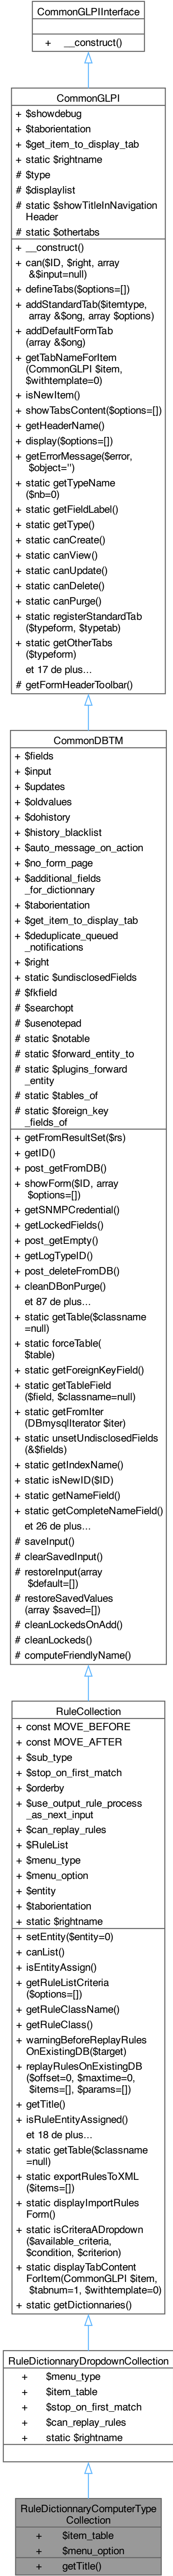 CommonGLPIInterface
+ __construct()
CommonGLPI
+ $showdebug
+ $taborientation
+ $get_item_to_display_tab
+ static $rightname
# $type
# $displaylist
# static $showTitleInNavigation
Header
# static $othertabs
+ __construct()
+ can($ID, $right, array
&$input=null)
+ defineTabs($options=[])
+ addStandardTab($itemtype,
array &$ong, array $options)
+ addDefaultFormTab
(array &$ong)
+ getTabNameForItem
(CommonGLPI $item,
$withtemplate=0)
+ isNewItem()
+ showTabsContent($options=[])
+ getHeaderName()
+ display($options=[])
+ getErrorMessage($error,
$object='')
+ static getTypeName
($nb=0)
+ static getFieldLabel()
+ static getType()
+ static canCreate()
+ static canView()
+ static canUpdate()
+ static canDelete()
+ static canPurge()
+ static registerStandardTab
($typeform, $typetab)
+ static getOtherTabs
($typeform)
et 17 de plus...
# getFormHeaderToolbar()
CommonDBTM
+ $fields
+ $input
+ $updates
+ $oldvalues
+ $dohistory
+ $history_blacklist
+ $auto_message_on_action
+ $no_form_page
+ $additional_fields
_for_dictionnary
+ $taborientation
+ $get_item_to_display_tab
+ $deduplicate_queued
_notifications
+ $right
+ static $undisclosedFields
# $fkfield
# $searchopt
# $usenotepad
# static $notable
# static $forward_entity_to
# static $plugins_forward
_entity
# static $tables_of
# static $foreign_key
_fields_of
+ getFromResultSet($rs)
+ getID()
+ post_getFromDB()
+ showForm($ID, array
$options=[])
+ getSNMPCredential()
+ getLockedFields()
+ post_getEmpty()
+ getLogTypeID()
+ post_deleteFromDB()
+ cleanDBonPurge()
et 87 de plus...
+ static getTable($classname
=null)
+ static forceTable(
$table)
+ static getForeignKeyField()
+ static getTableField
($field, $classname=null)
+ static getFromIter
(DBmysqlIterator $iter)
+ static unsetUndisclosedFields
(&$fields)
+ static getIndexName()
+ static isNewID($ID)
+ static getNameField()
+ static getCompleteNameField()
et 26 de plus...
# saveInput()
# clearSavedInput()
# restoreInput(array
$default=[])
# restoreSavedValues
(array $saved=[])
# cleanLockedsOnAdd()
# cleanLockeds()
# computeFriendlyName()
RuleCollection
+ const MOVE_BEFORE
+ const MOVE_AFTER
+ $sub_type
+ $stop_on_first_match
+ $orderby
+ $use_output_rule_process
_as_next_input
+ $can_replay_rules
+ $RuleList
+ $menu_type
+ $menu_option
+ $entity
+ $taborientation
+ static $rightname
+ setEntity($entity=0)
+ canList()
+ isEntityAssign()
+ getRuleListCriteria
($options=[])
+ getRuleClassName()
+ getRuleClass()
+ warningBeforeReplayRules
OnExistingDB($target)
+ replayRulesOnExistingDB
($offset=0, $maxtime=0,
$items=[], $params=[])
+ getTitle()
+ isRuleEntityAssigned()
et 18 de plus...
+ static getTable($classname
=null)
+ static exportRulesToXML
($items=[])
+ static displayImportRules
Form()
+ static isCriteraADropdown
($available_criteria,
$condition, $criterion)
+ static displayTabContent
ForItem(CommonGLPI $item,
$tabnum=1, $withtemplate=0)
+ static getDictionnaries()
RuleDictionnaryDropdownCollection
+ $menu_type
+ $item_table
+ $stop_on_first_match
+ $can_replay_rules
+ static $rightname
RuleDictionnaryComputerType
Collection
+ $item_table
+ $menu_option
+ getTitle()